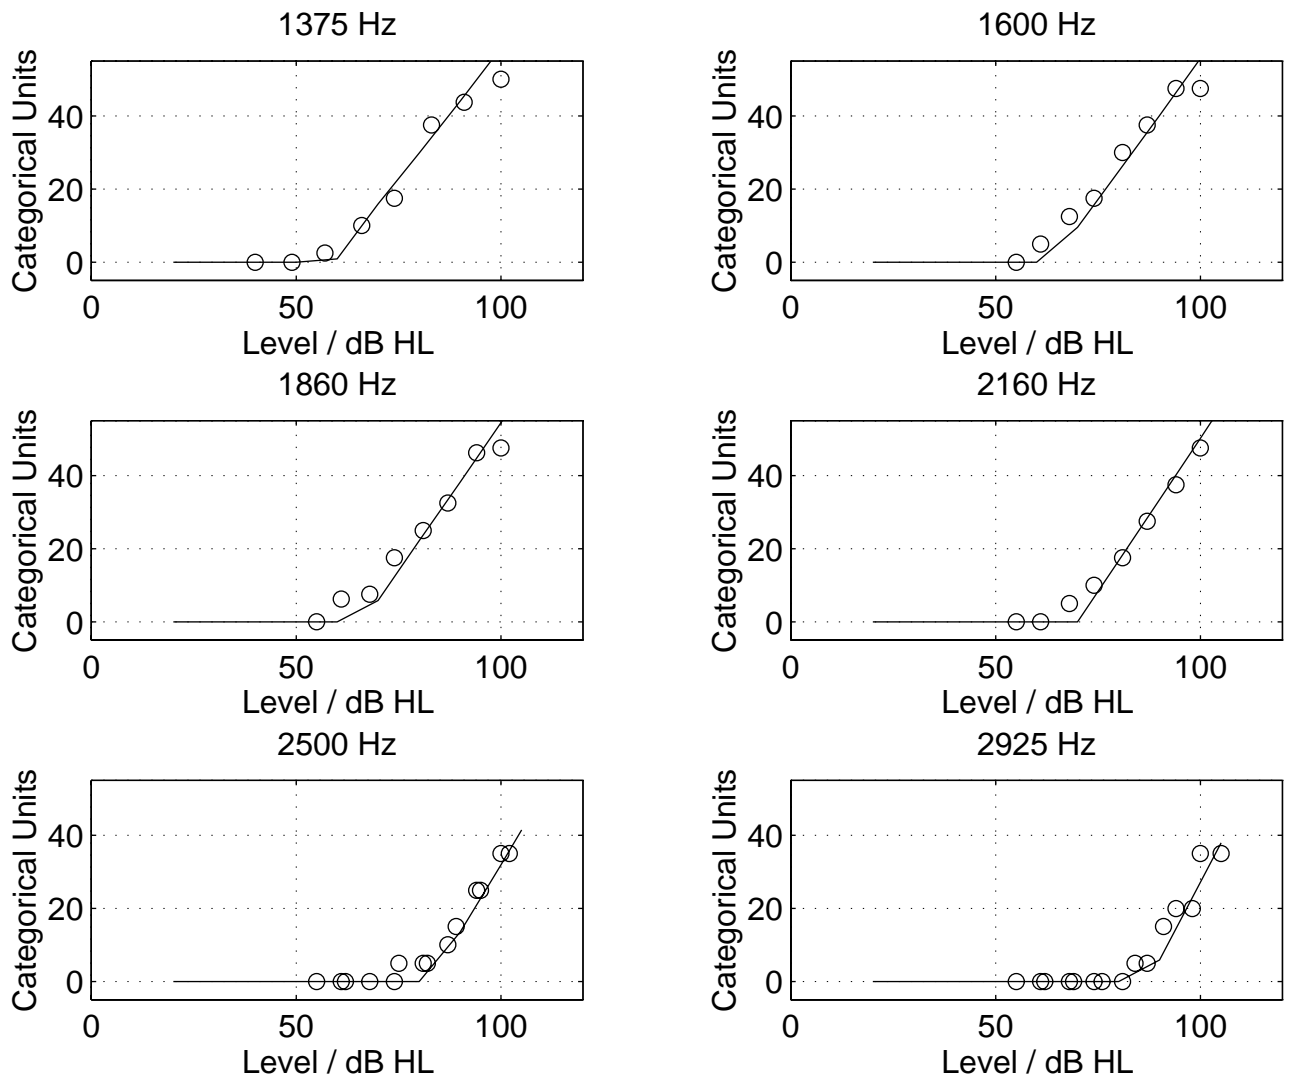 1375 Hz
Categorical Units
40
20
0
0 50 100
Level / dB HL
1600 Hz
Categorical Units
40
20
0
0 50 100
Level / dB HL
1860 Hz
Categorical Units
40
20
0
0 50 100
Level / dB HL
2160 Hz
Categorical Units
40
20
0
0 50 100
Level / dB HL
2500 Hz
Categorical Units
40
20
0
0 50 100
Level / dB HL
2925 Hz
Categorical Units
40
20
0
0 50 100
Level / dB HL